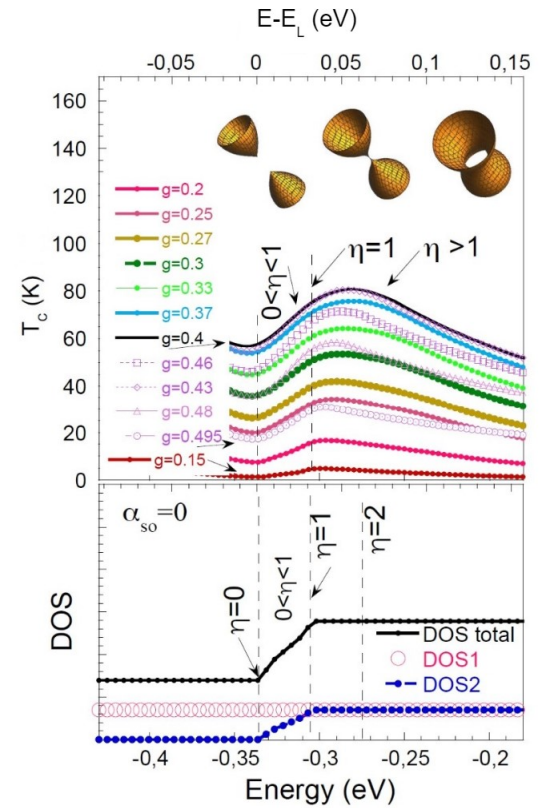 E-E_L (eV)
-0,05 0 0,05 0,10 0,15
160
140
120
100
80
60
40
20
0
T_c (K)
g=0.2
g=0.25
g=0.27
g=0.3
g=0.33
g=0.37
g=0.4
g=0.46
g=0.43
g=0.48
g=0.495
g=0.15
0<η<1
η=1
η >1
α_so=0
DOS
η=0
0<η<1
η=1
η=2
DOS total
DOS1
DOS2
-0,4 -0,35 -0,3 -0,25 -0,2
Energy (eV)